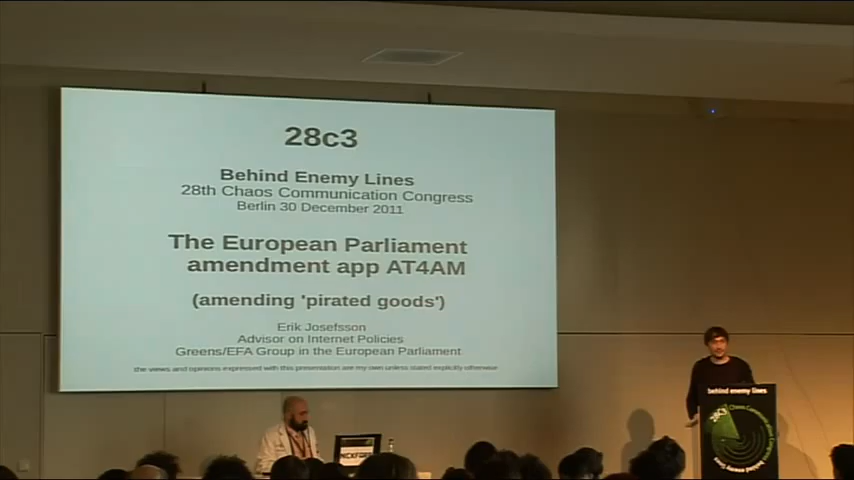 28c3
Behind Enemy Lines
28th Chaos Communication Congress
Berlin 30 December 2011
The European Parliament
amendment app AT4AM
(amending 'pirated goods')
Erik Josefsson
Advisor on Internet Policies
Greens/EFA Group in the European Parliament
the views and opinions expressed with this presentation are my own unless stated explicitly otherwise
behind enemy lines